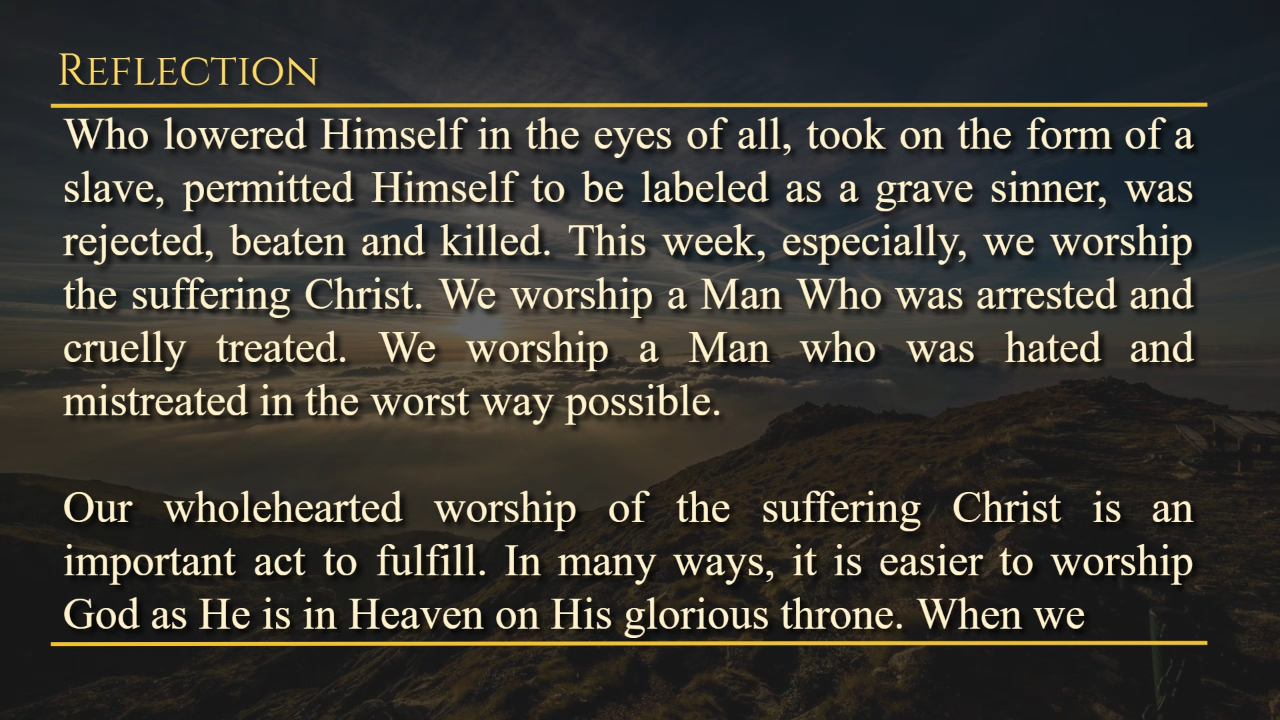 Reflection
Who lowered Himself in the eyes of all, took on the form of a
slave, permitted Himself to be labeled as a grave sinner, was
rejected, beaten and killed. This week, especially, we worship
the suffering Christ. We worship a Man Who was arrested and
cruelly treated. We worship a Man who was hated and
mistreated in the worst way possible.
Our wholehearted worship of the suffering Christ is an
important act to fulfill. In many ways, it is easier to worship
God as He is in Heaven on His glorious throne. When we